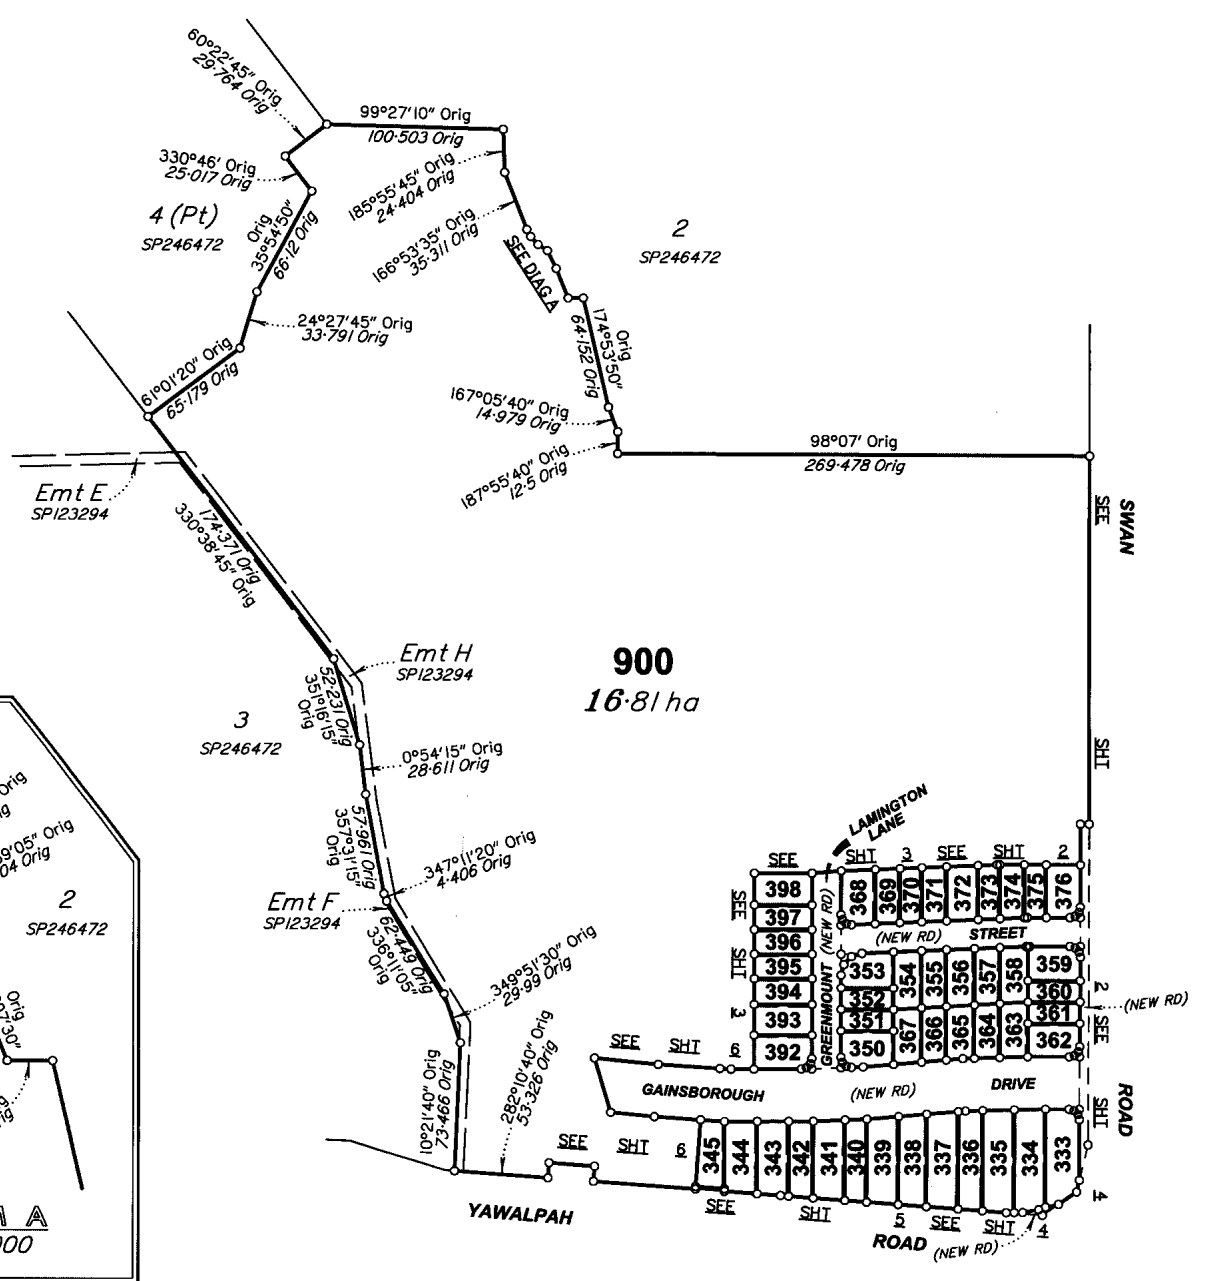 60°22'45" Orig
29·764 Orig
99°27'10" Orig
100·503 Orig
330°46' Orig
25·017 Orig
185°55'45" Orig
24·404 Orig
4 (Pt)
SP246472
35°54'50"
Orig
66·12 Orig
166°53'35" Orig
35·311 Orig
SEE DIAG A
2
SP246472
24°27'45" Orig
33·791 Orig
174°53'50"
Orig
64·152 Orig
61°01'20" Orig
65·179 Orig
167°05'40" Orig
14·979 Orig
187°55'40" Orig
12·5 Orig
98°07' Orig
269·478 Orig
Emt E
SP123294
174·371 Orig
330°38'45" Orig
SEE
SWAN
900
16·81 ha
Emt H
SP123294
52·231 Orig
351°16'15"
Orig
3
SP246472
0°54'15" Orig
28·611 Orig
SHT
57·961 Orig
357°31'15"
Orig
347°11'20" Orig
4·406 Orig
LAMINGTON
LANE
Orig
9'05" Orig
04 Orig
2
SP246472
Emt F
SP123294
62·449 Orig
336°11'05"
Orig
349°51'30" Orig
29·99 Orig
SEE
SHT
3
SEE
SHT
2
398
397
396
395
394
393
392
SEE
SHT
3
368
369
370
371
372
373
374
375
376
(NEW RD)
GREENMOUNT
(NEW RD)
STREET
353
352
351
350
354
355
356
357
358
359
360
361
362
367
366
365
364
363
2
SEE
SHT
4
(NEW RD)
ROAD
SEE
SHT
6
GAINSBOROUGH
(NEW RD)
DRIVE
10°21'40" Orig
73·466 Orig
282°10'40" Orig
53·326 Orig
SEE
SHT
6
345
344
343
342
341
340
339
338
337
336
335
334
333
SEE
SHT
5
SEE
SHT
4
YAWALPAH
ROAD
(NEW RD)
Orig
07'30"
A
000